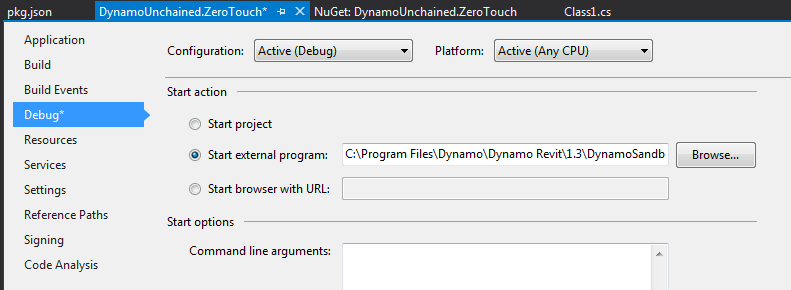 pkg.json DynamoUnchained.ZeroTouch* NuGet: DynamoUnchained.ZeroTouch Class1.cs
Application
Build
Build Events
Debug*
Resources
Services
Settings
Reference Paths
Signing
Code Analysis
Configuration: Active (Debug) Platform: Active (Any CPU)
Start action
Start project
Start external program: C:\Program Files\Dynamo\Dynamo Revit\1.3\DynamoSandb Browse...
Start browser with URL:
Start options
Command line arguments: